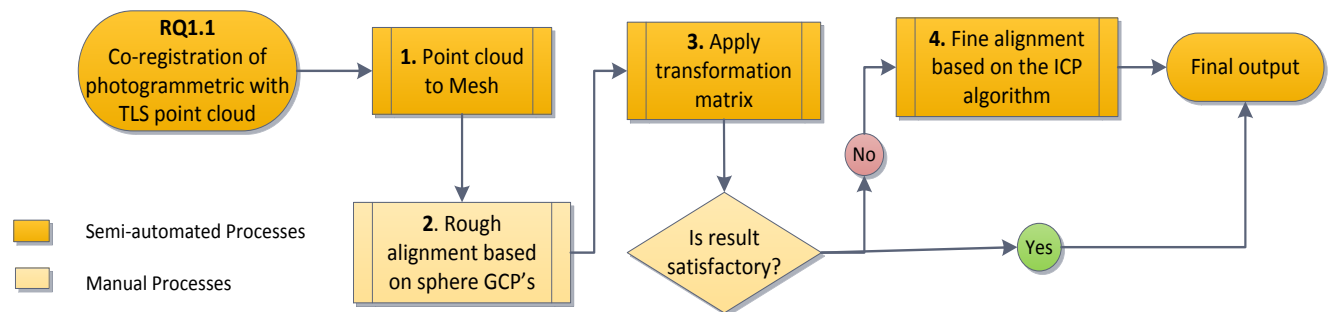 RQ1.1
Co-registration of
photogrammetric with
TLS point cloud
1. Point cloud
to Mesh
2. Rough
alignment based
on sphere GCP's
3. Apply
transformation
matrix
Is result
satisfactory?
No
Yes
4. Fine alignment
based on the ICP
algorithm
Final output
Semi-automated Processes
Manual Processes